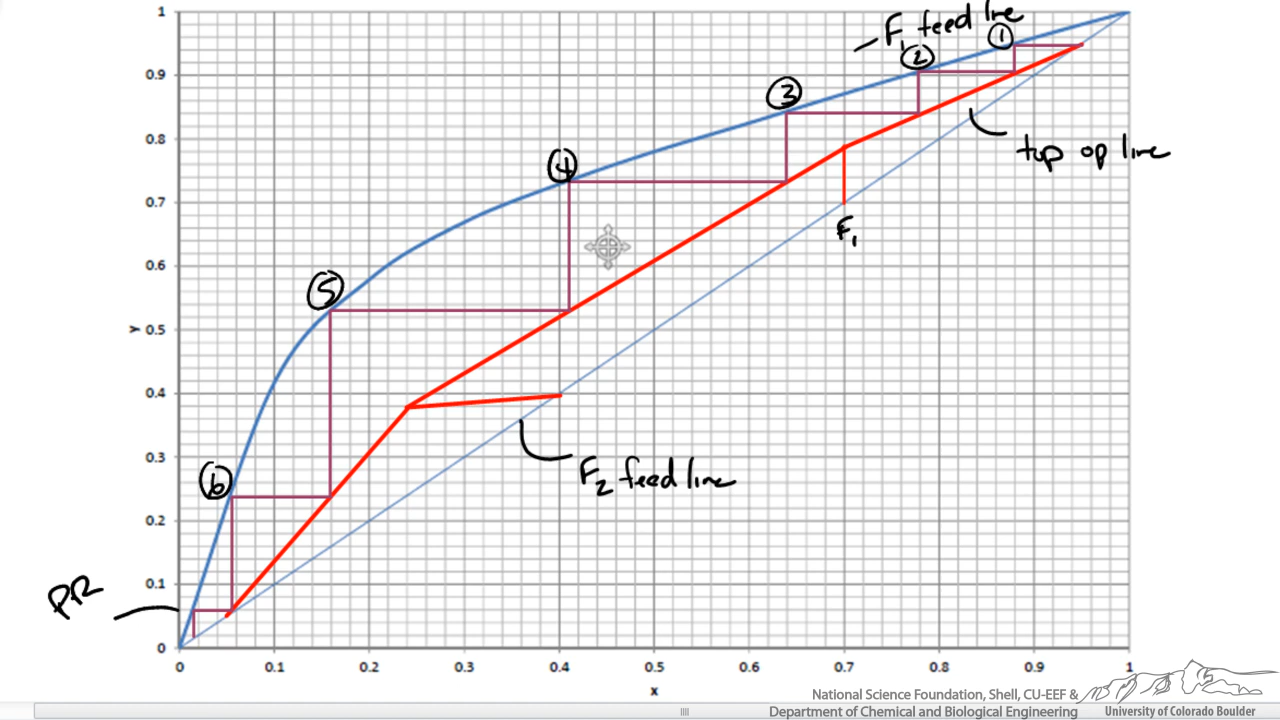 F1 feed line
1
2
3
4
5
6
top op line
F1
F2 feed line
PR
1
0.9
0.8
0.7
0.6
0.5
0.4
0.3
0.2
0.1
0
y
0 0.1 0.2 0.3 0.4 0.5 0.6 0.7 0.8 0.9 1
x
National Science Foundation, Shell, CU-EEF &
Department of Chemical and Biological Engineering
University of Colorado Boulder